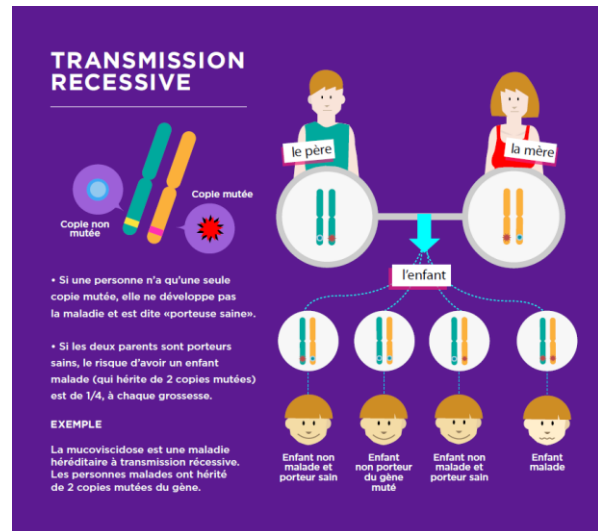 TRANSMISSION
RECESSIVE
le père
la mère
Copie non
mutée
Copie mutée
l'enfant
• Si une personne n'a qu'une seule
copie mutée, elle ne développe pas
la maladie et est dite «porteuse saine».
• Si les deux parents sont porteurs
sains, le risque d'avoir un enfant
malade (qui hérite de 2 copies mutées)
est de 1/4, à chaque grossesse.
EXEMPLE
La mucoviscidose est une maladie
héréditaire à transmission récessive.
Les personnes malades ont hérité
de 2 copies mutées du gène.
Enfant non
malade et
porteur sain
Enfant
non porteur
du gène
muté
Enfant non
malade et
porteur sain
Enfant
malade